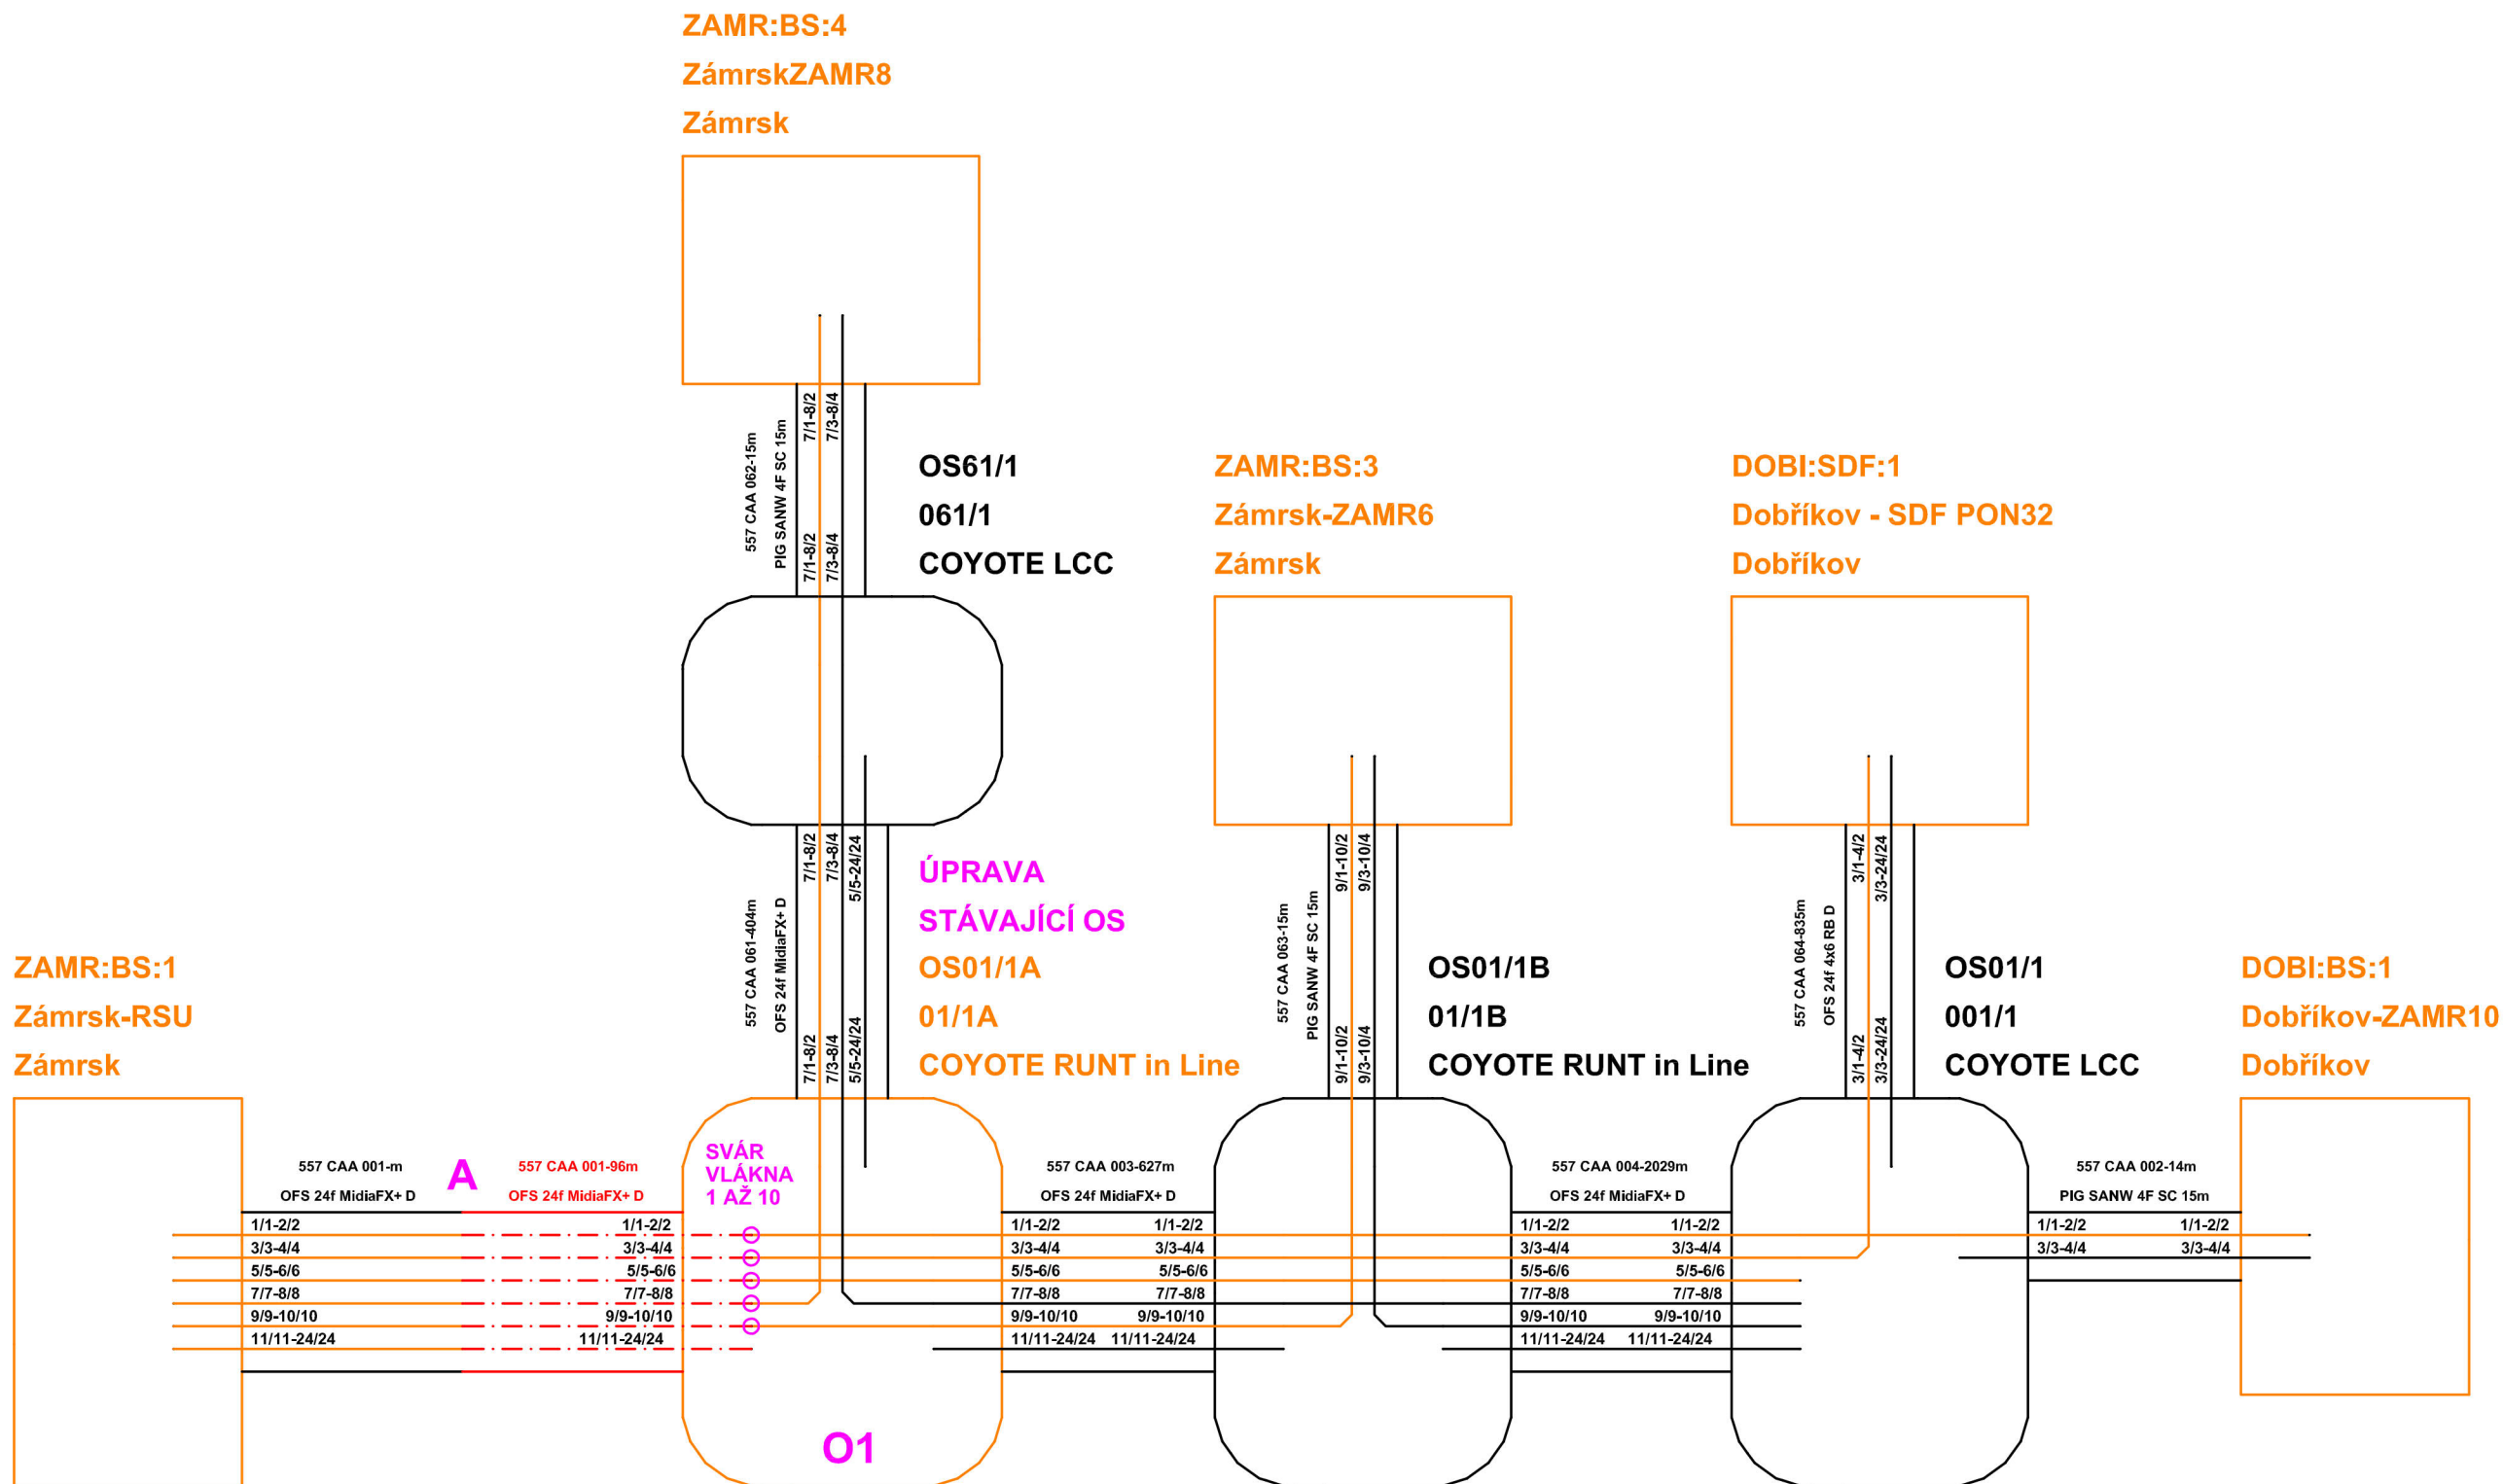 ZAMR:BS:4
ZámrskZAMR8
Zámrsk
557 CAA 062-15m
PIG SANW 4F SC 15m
7/1-8/2
7/3-8/4
7/1-8/2
7/3-8/4
OS61/1
061/1
COYOTE LCC
ZAMR:BS:3
Zámrsk-ZAMR6
Zámrsk
DOBI:SDF:1
Dobříkov - SDF PON32
Dobříkov
557 CAA 061-404m
OFS 24f MidiaFX+ D
7/1-8/2
7/3-8/4
5/5-24/24
7/1-8/2
7/3-8/4
5/5-24/24
ÚPRAVA
STÁVAJÍCÍ OS
OS01/1A
01/1A
COYOTE RUNT in Line
557 CAA 063-15m
PIG SANW 4F SC 15m
9/1-10/2
9/3-10/4
9/1-10/2
9/3-10/4
OS01/1B
01/1B
COYOTE RUNT in Line
557 CAA 064-835m
OFS 24f 4x6 RB D
3/1-4/2
3/3-24/24
3/1-4/2
3/3-24/24
OS01/1
001/1
COYOTE LCC
ZAMR:BS:1
Zámrsk-RSU
Zámrsk
DOBI:BS:1
Dobříkov-ZAMR10
Dobříkov
557 CAA 001-m
OFS 24f MidiaFX+ D
1/1-2/2
3/3-4/4
5/5-6/6
7/7-8/8
9/9-10/10
11/11-24/24
A
557 CAA 001-96m
OFS 24f MidiaFX+ D
1/1-2/2
3/3-4/4
5/5-6/6
7/7-8/8
9/9-10/10
11/11-24/24
SVÁR
VLÁKNA
1 AŽ 10
O1
557 CAA 003-627m
OFS 24f MidiaFX+ D
1/1-2/2 1/1-2/2
3/3-4/4 3/3-4/4
5/5-6/6 5/5-6/6
7/7-8/8 7/7-8/8
9/9-10/10 9/9-10/10
11/11-24/24 11/11-24/24
557 CAA 004-2029m
OFS 24f MidiaFX+ D
1/1-2/2 1/1-2/2
3/3-4/4 3/3-4/4
5/5-6/6 5/5-6/6
7/7-8/8 7/7-8/8
9/9-10/10 9/9-10/10
11/11-24/24 11/11-24/24
557 CAA 002-14m
PIG SANW 4F SC 15m
1/1-2/2 1/1-2/2
3/3-4/4 3/3-4/4